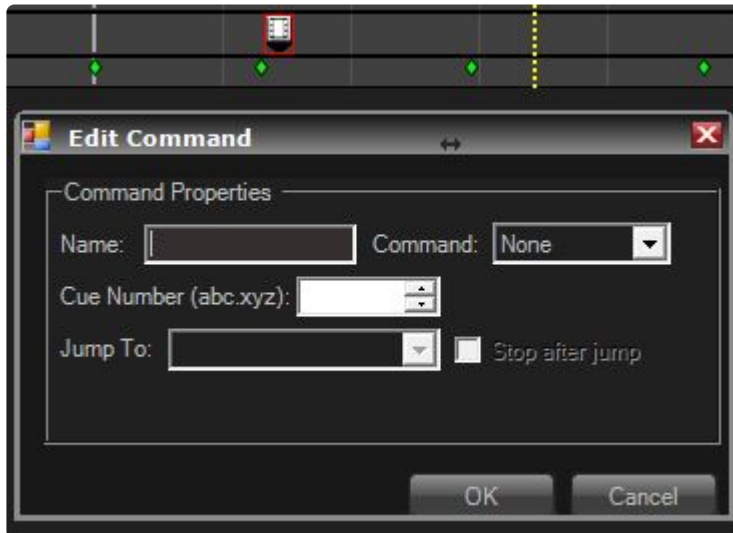 Edit Command
Command Properties
Name: Command: None
Cue Number (abc.xyz):
Jump To: Stop after jump
OK Cancel